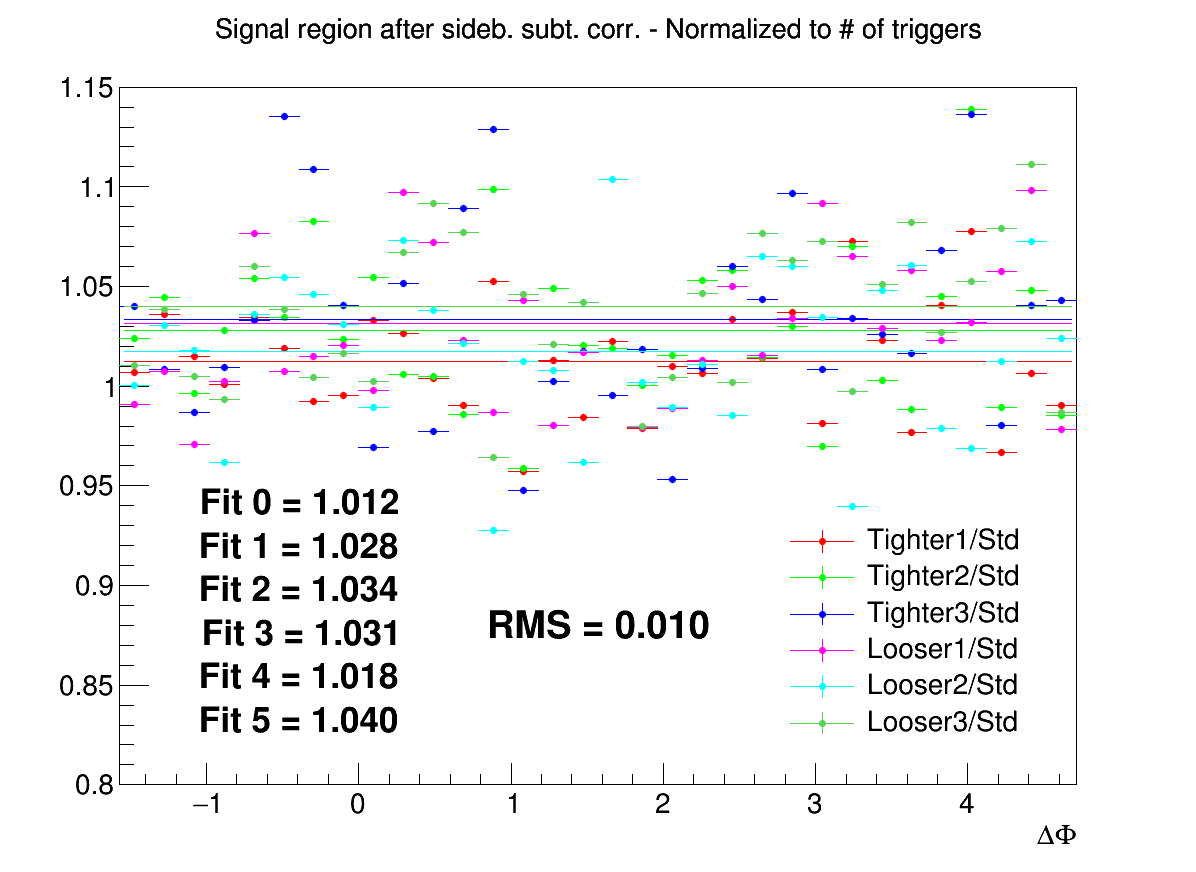 Signal region after sideb. subt. corr. - Normalized to # of triggers
1.15
1.1
1.05
1
0.95
0.9
0.85
0.8
Fit 0 = 1.012
Fit 1 = 1.028
Fit 2 = 1.034
Fit 3 = 1.031
Fit 4 = 1.018
Fit 5 = 1.040
RMS = 0.010
Tighter1/Std
Tighter2/Std
Tighter3/Std
Looser1/Std
Looser2/Std
Looser3/Std
−1 0 1 2 3 4
ΔΦ